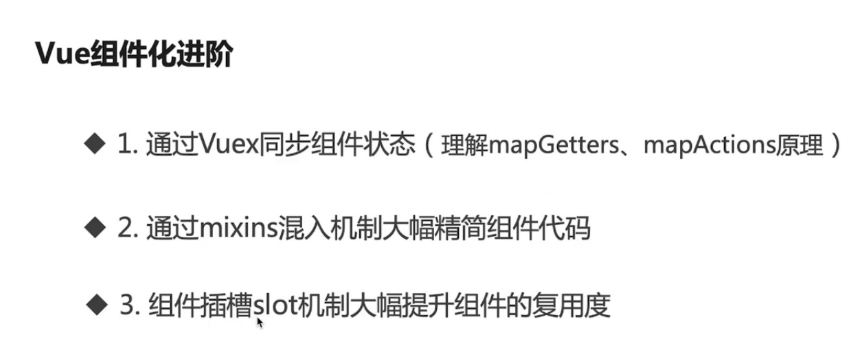 Vue组件化进阶
◆ 1. 通过Vuex同步组件状态（理解mapGetters、mapActions原理）
◆ 2. 通过mixins混入机制大幅精简组件代码
◆ 3. 组件插槽slot机制大幅提升组件的复用度